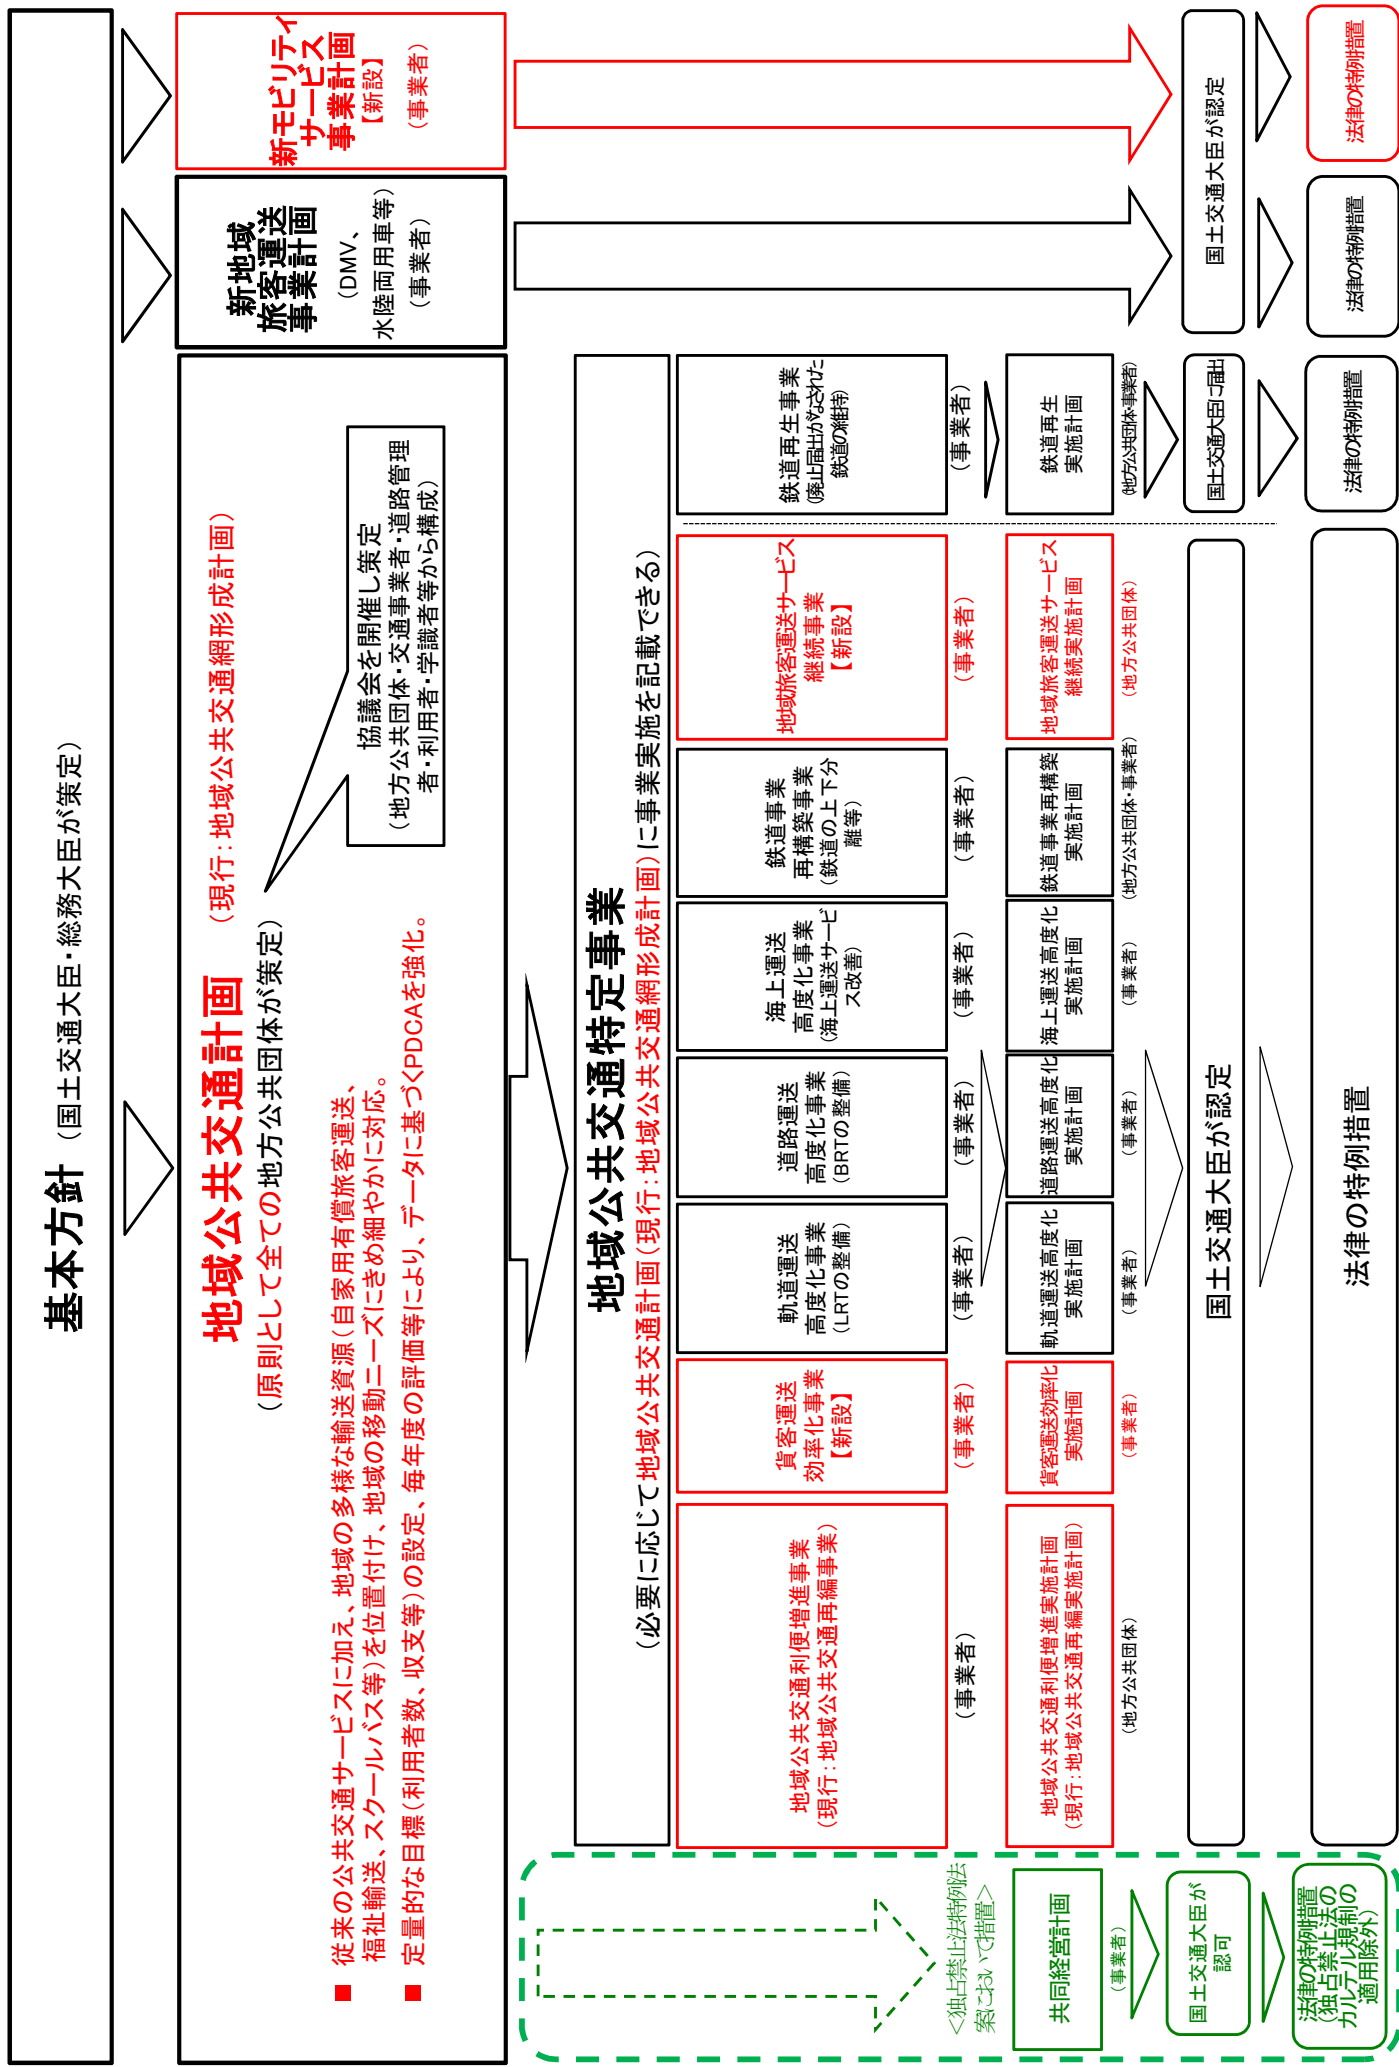 基本方針（国土交通大臣・総務大臣が策定）
地域公共交通計画（現行：地域公共交通網形成計画）
（原則として全ての地方公共団体が策定）
協議会を開催し策定
（地方公共団体・交通事業者・道路管理
者・利用者・学識者等から構成）
■ 従来の公共交通サービスに加え、地域の多様な輸送資源（自家用有償旅客運送、
福祉輸送、スクールバス等）を位置付け、地域の移動ニーズにきめ細やかに対応。
■ 定量的な目標（利用者数、収支等）の設定、毎年度の評価等により、データに基づくPDCAを強化。
新地域
旅客運送
事業計画
（DMV、
水陸両用車等）
（事業者）
新モビリティ
サービス
事業計画
【新設】
（事業者）
地域公共交通特定事業
（必要に応じて地域公共交通計画（現行：地域公共交通網形成計画）に事業実施を記載できる）
地域公共交通利便増進事業
（現行：地域公共交通再編事業）
（事業者）
貨客運送
効率化事業
【新設】
（事業者）
軌道運送
高度化事業
（LRTの整備）
（事業者）
道路運送
高度化事業
（BRTの整備）
（事業者）
海上運送
高度化事業
（海上運送サービ
ス改善）
（事業者）
鉄道事業
再構築事業
（鉄道の上下分
離等）
（事業者）
地域旅客運送サービス
継続事業
【新設】
（事業者）
鉄道再生事業
（廃止届出がなされた
鉄道の維持）
（事業者）
＜独占禁止法特例法
案において措置＞
共同経営計画
（事業者）
地域公共交通利便増進実施計画
（現行：地域公共交通再編実施計画）
（地方公共団体）
貨客運送効率化
実施計画
（事業者）
軌道運送高度化
実施計画
（事業者）
道路運送高度化
実施計画
（事業者）
海上運送高度化
実施計画
（事業者）
鉄道事業再構築
実施計画
（地方公共団体・事業者）
地域旅客運送サービス
継続実施計画
（地方公共団体）
鉄道再生
実施計画
（地方公共団体・事業者）
国土交通大臣が
認可
国土交通大臣が認定
国土交通大臣に届出
国土交通大臣が認定
法律の特例措置
（独占禁止法の
カルテル規制の
適用除外）
法律の特例措置
法律の特例措置
法律の特例措置
法律の特例措置